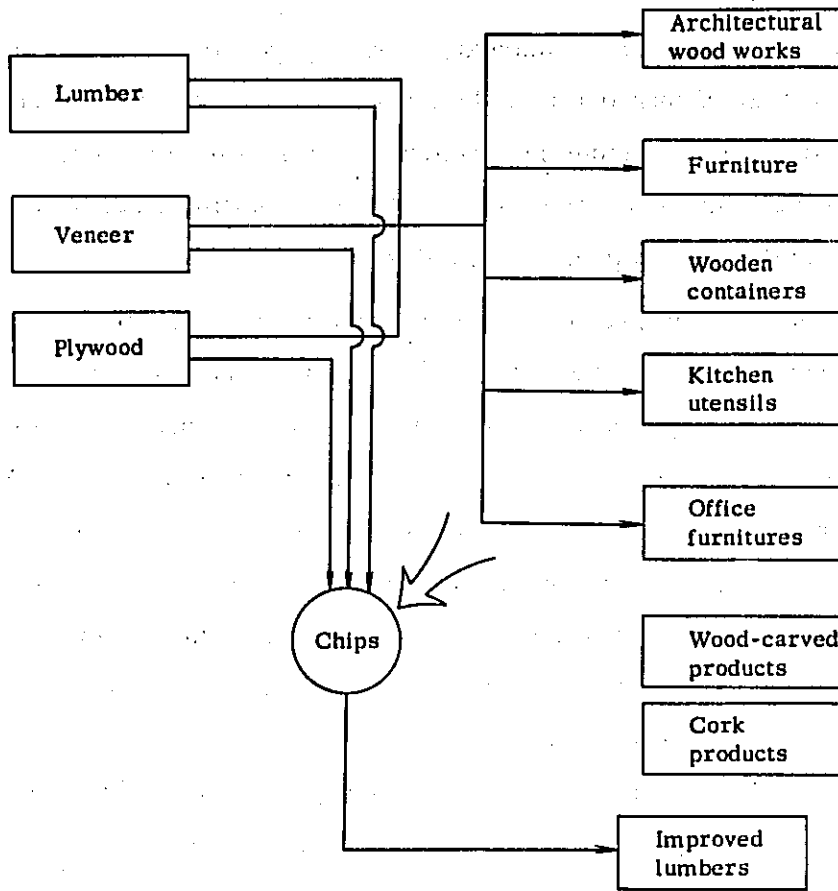 Lumber
Vencer
Plywood
Chips
Architectural
wood works
Furniture
Wooden
containers
Kitchen
utensils
Office
furnitures
Wood-carved
products
Cork
products
Improved
lumbers